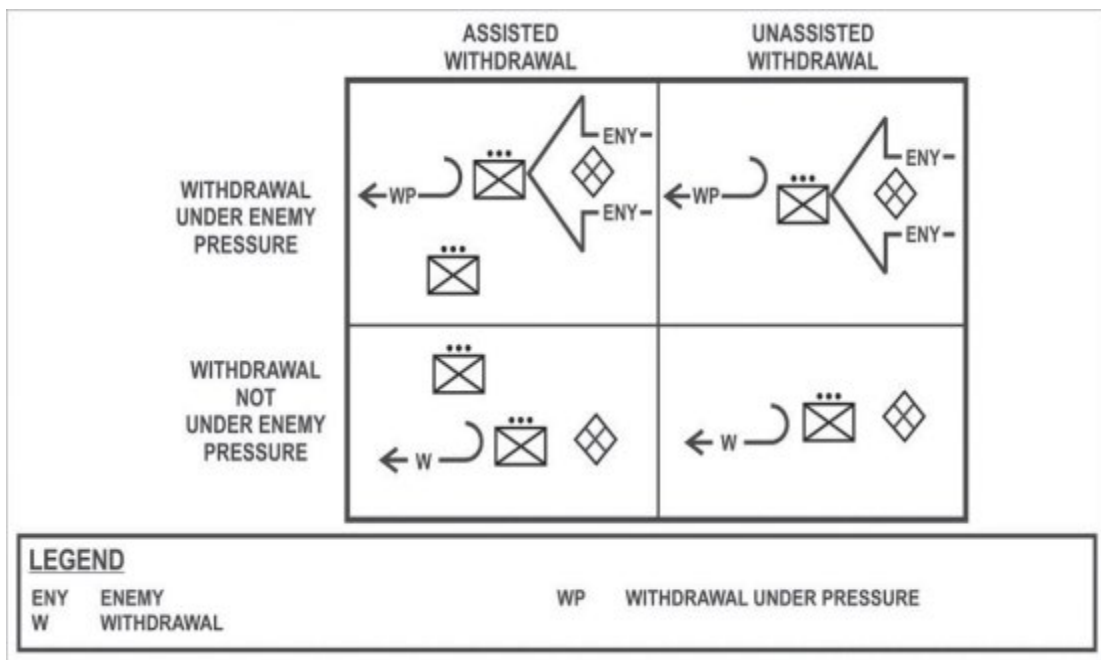 ASSISTED
WITHDRAWAL
UNASSISTED
WITHDRAWAL
WITHDRAWAL
UNDER ENEMY
PRESSURE
ENY
WP
ENY
ENY
WP
ENY
WITHDRAWAL
NOT
UNDER ENEMY
PRESSURE
W
W
LEGEND
ENY ENEMY
W WITHDRAWAL
WP WITHDRAWAL UNDER PRESSURE